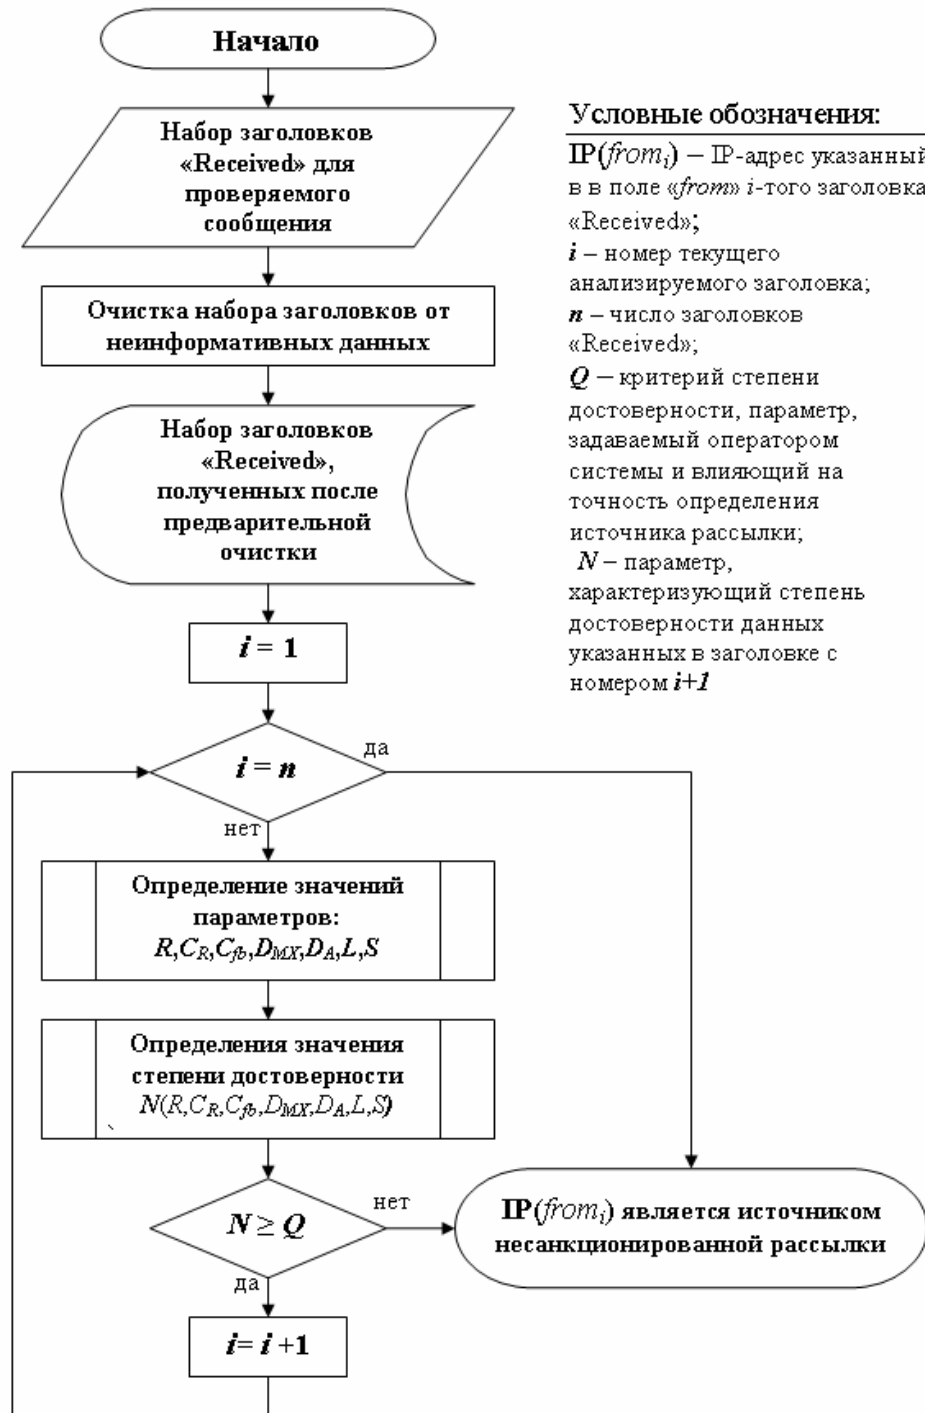 Начало
Набор заголовков
«Received» для
проверяемого
сообщения
Очистка набора заголовков от
неинформативных данных
Набор заголовков
«Received»,
полученных после
предварительной
очистки
i = 1
i = n
да
нет
Определение значений
параметров:
R,C_R,C_fb,D_MX,D_A,L,S
Определения значения
степени достоверности
N(R,C_R,C_fb,D_MX,D_A,L,S)
N ≥ Q
нет
да
i= i +1
IP(from_i) является источником
несанкционированной рассылки
Условные обозначения:
IP(from_i) – IP-адрес указанный
в в поле «from» i-того заголовка
«Received»;
i – номер текущего
анализируемого заголовка;
n – число заголовков
«Received»;
Q – критерий степени
достоверности, параметр,
задаваемый оператором
системы и влияющий на
точность определения
источника рассылки;
N – параметр,
характеризующий степень
достоверности данных
указанных в заголовке с
номером i+1